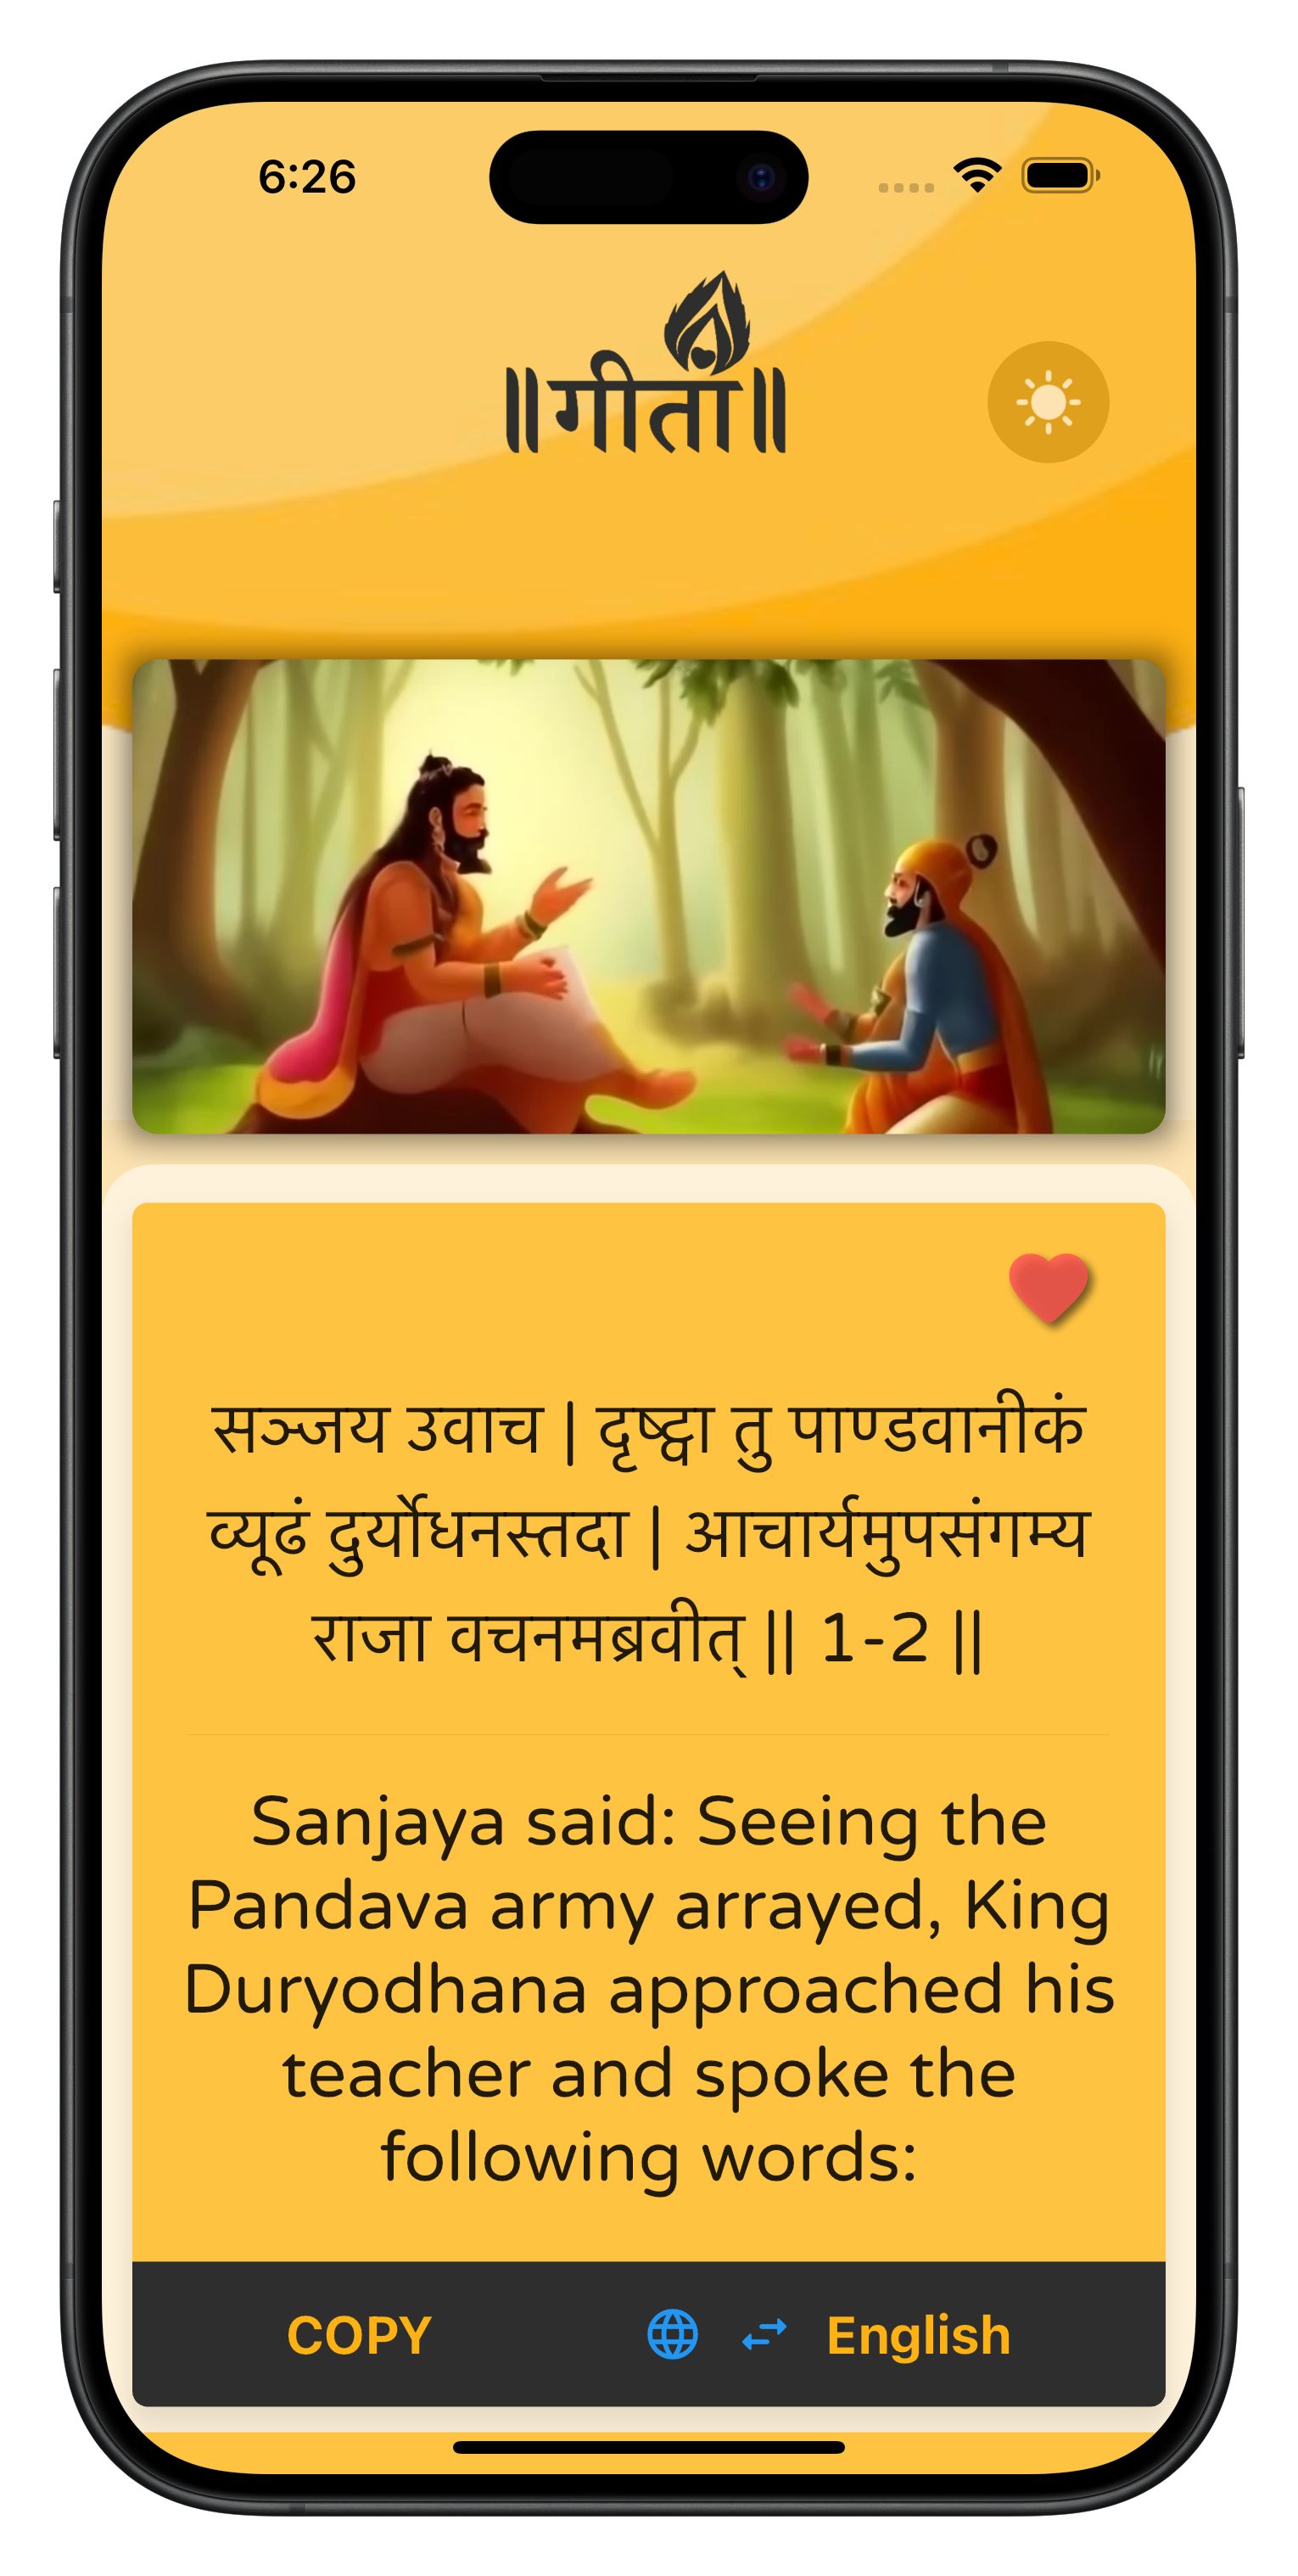 6:26
॥गीता॥
सञ्जय उवाच | दृष्ट्वा तु पाण्डवानीकं
व्यूढं दुर्योधनस्तदा | आचार्यमुपसंगम्य
राजा वचनमब्रवीत् || 1-2 ||
Sanjaya said: Seeing the
Pandava army arrayed, King
Duryodhana approached his
teacher and spoke the
following words:
COPY English